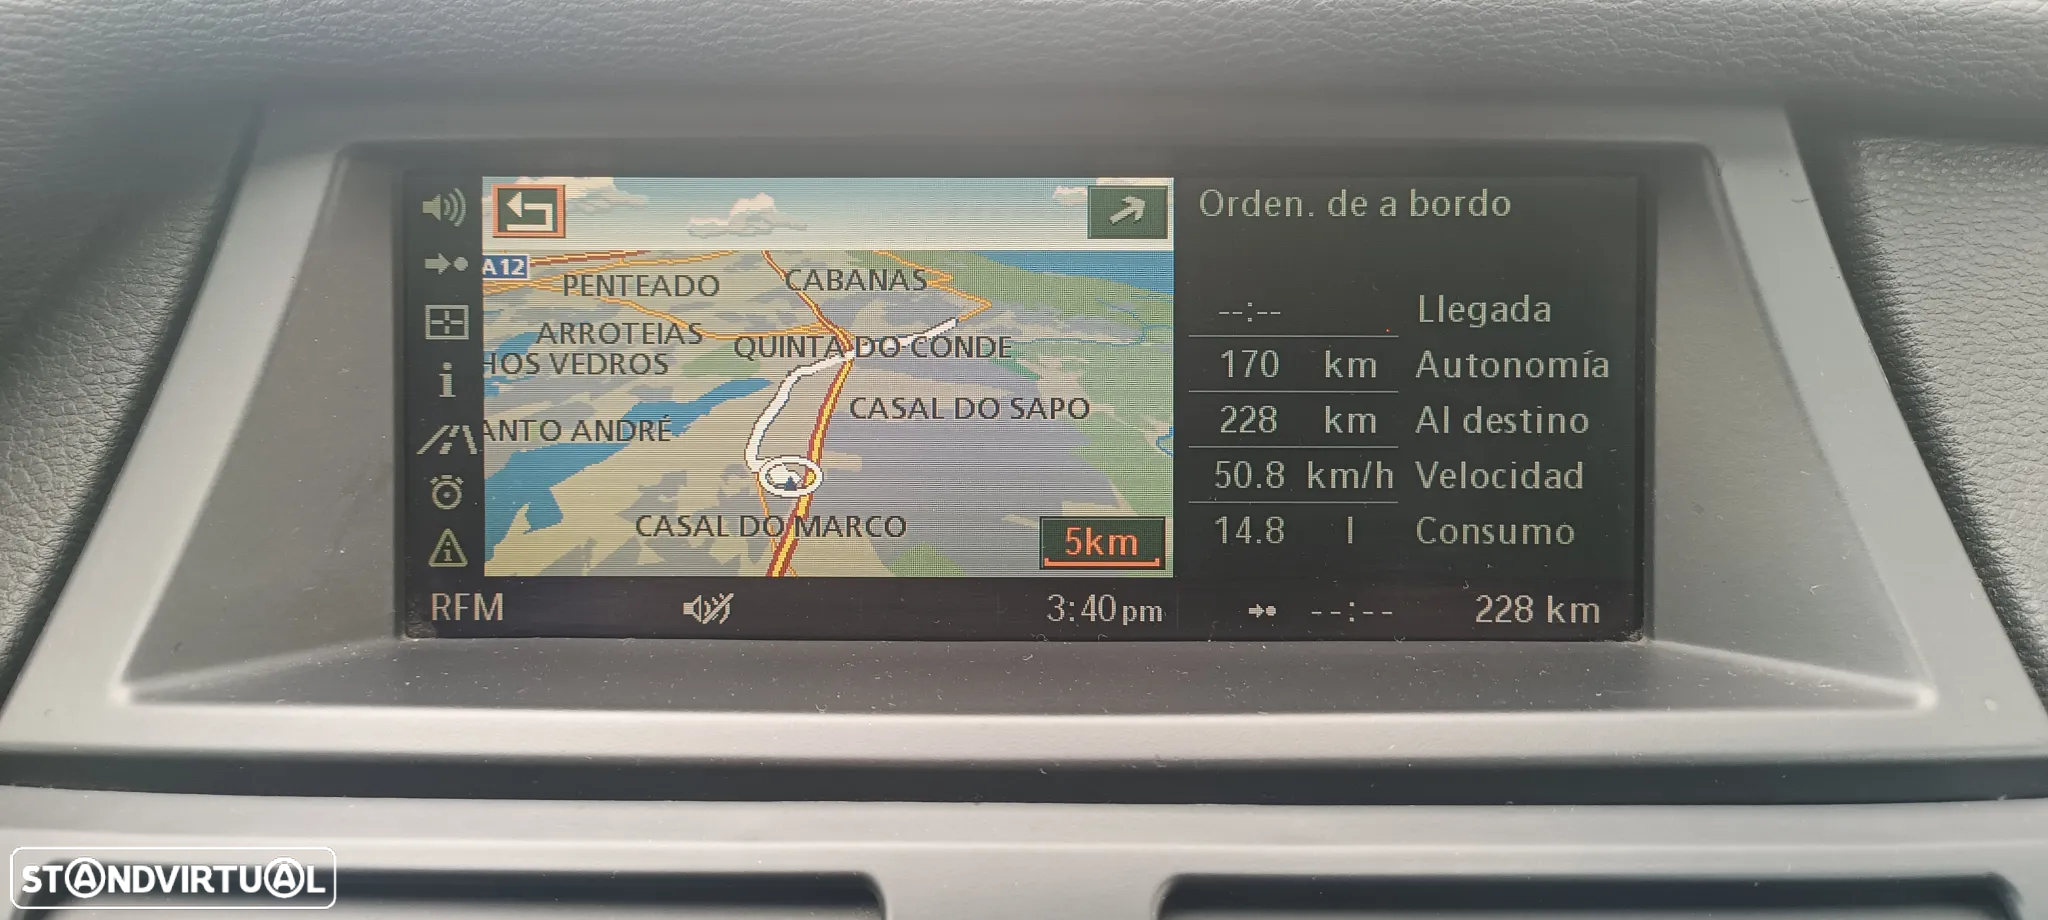 Orden. de a bordo
A12
PENTEADO
CABANAS
ARROTEIAS
HOS VEDROS
QUINTA DO CONDE
CASAL DO SAPO
ANTO ANDRÉ
CASAL DO MARCO
5km
--:-- Llegada
170 km Autonomía
228 km Al destino
50.8 km/h Velocidad
14.8 l Consumo
RFM 3:40pm --:-- 228 km
STANDVIRTUAL